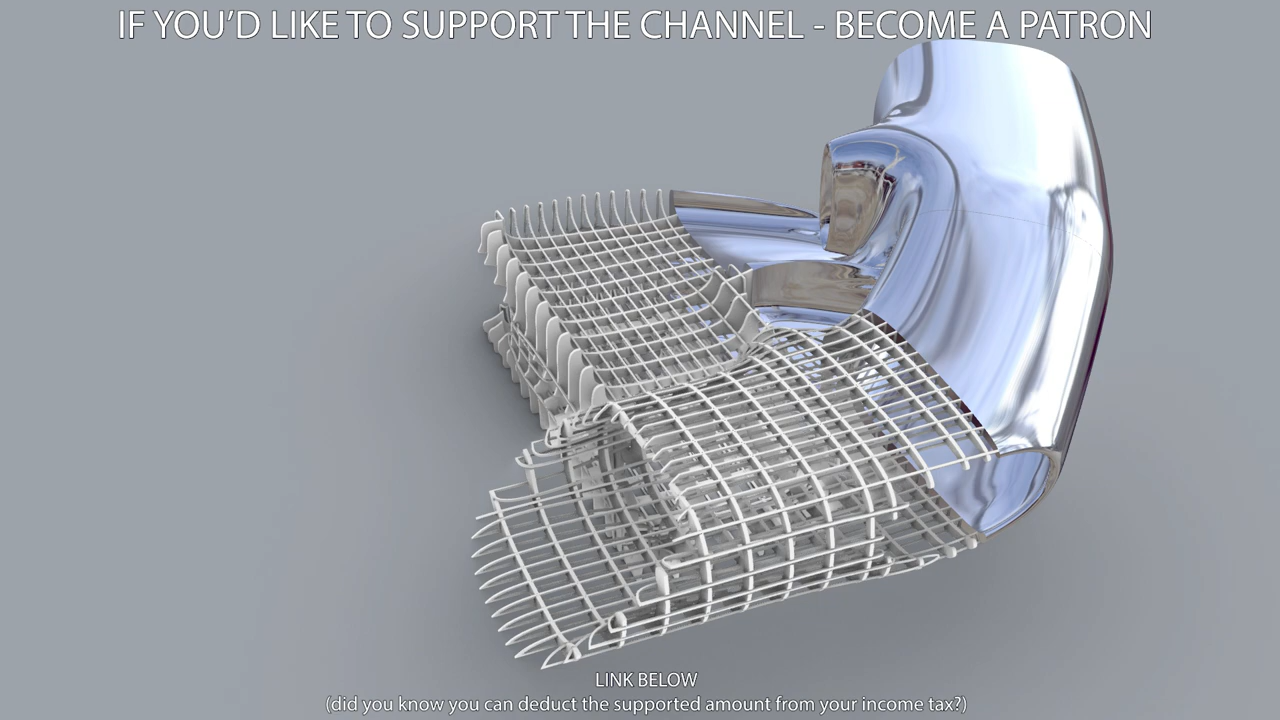 IF YOU’D LIKE TO SUPPORT THE CHANNEL - BECOME A PATRON
LINK BELOW
(did you know you can deduct the supported amount from your income tax?)